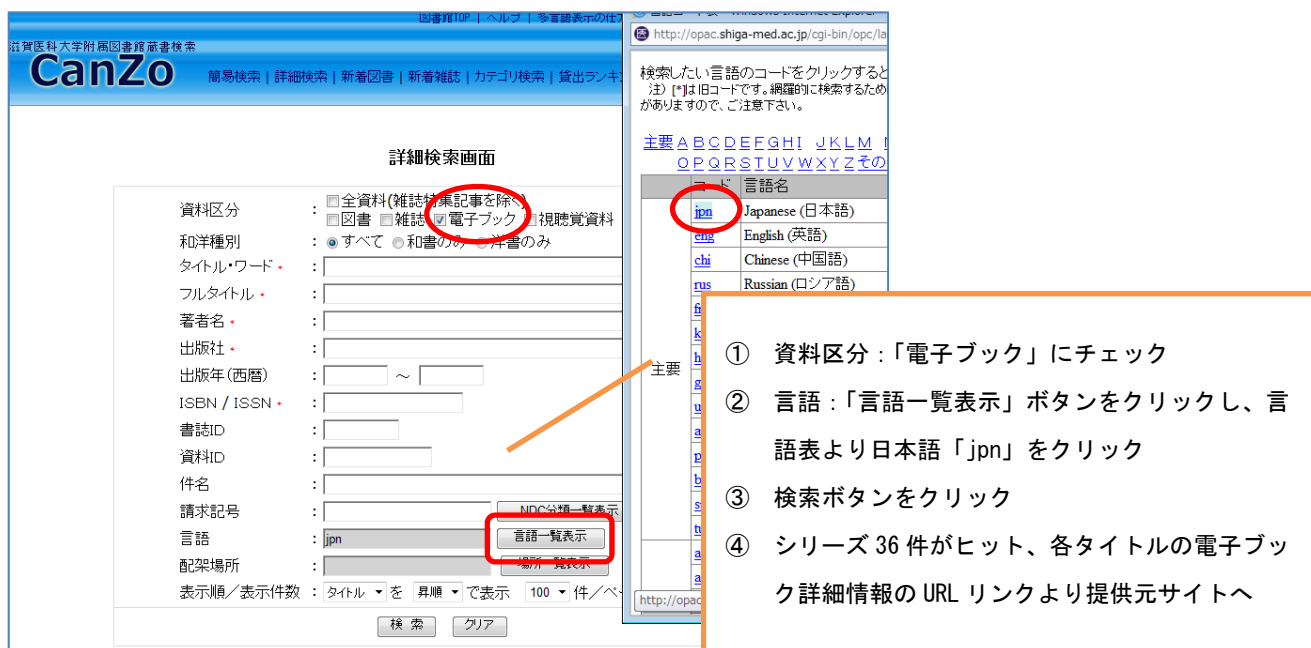 図書館TOP | ヘルプ | 多言語表示の仕方
滋賀医科大学附属図書館蔵書検索
CanZo
簡易検索 | 詳細検索 | 新着図書 | 新着雑誌 | カテゴリ検索 | 貸出ランキ
詳細検索画面
資料区分 : 全資料(雑誌特集記事を除く)
図書 雑誌 電子ブック 視聴覚資料
和洋種別 : すべて 和書のみ 洋書のみ
タイトル・ワード・ :
フルタイトル・ :
著者名・ :
出版社・ :
出版年(西暦) : ～
ISBN / ISSN・ :
書誌ID :
資料ID :
件名 :
請求記号 : NDC分類一覧表示
言語 : jpn 言語一覧表示
配架場所 : 場所一覧表示
表示順／表示件数 : タイトル を 昇順 で表示 100 件／ペ
検 索 クリア
http://opac.shiga-med.ac.jp/cgi-bin/opc/la
検索したい言語のコードをクリックすると
注) [*]は旧コードです。網羅的に検索するため
がありますので、ご注意下さい。
主要 A B C D E F G H I J K L M
O P Q R S T U V W X Y Z その
コード 言語名
jpn Japanese (日本語)
eng English (英語)
chi Chinese (中国語)
rus Russian (ロシア語)
主要
http://opac
① 資料区分：「電子ブック」にチェック
② 言語：「言語一覧表示」ボタンをクリックし、言
語表より日本語「jpn」をクリック
③ 検索ボタンをクリック
④ シリーズ 36 件がヒット、各タイトルの電子ブッ
ク詳細情報の URL リンクより提供元サイトへ